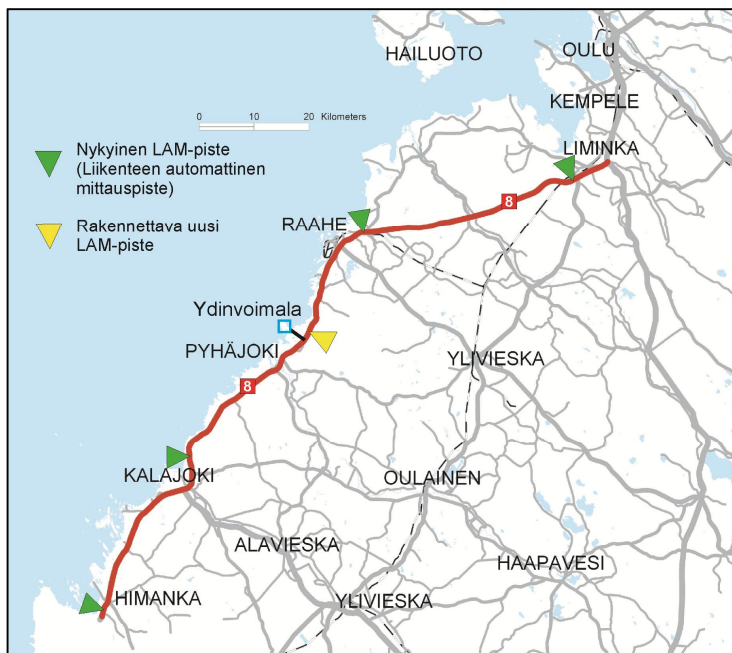 HAILUOTO
OULU
KEMPELE
0 10 20 Kilometers
Nykyinen LAM-piste
(Liikenteen automattinen
mittauspiste)
LIMINKA
Rakennettava uusi
LAM-piste
RAAHE
8
Ydinvoimala
PYHÄJOKI
YLIVIESKA
8
KALAJOKI
OULAINEN
ALAVIESKA
HAAPAVESI
HIMANKA
YLIVIESKA